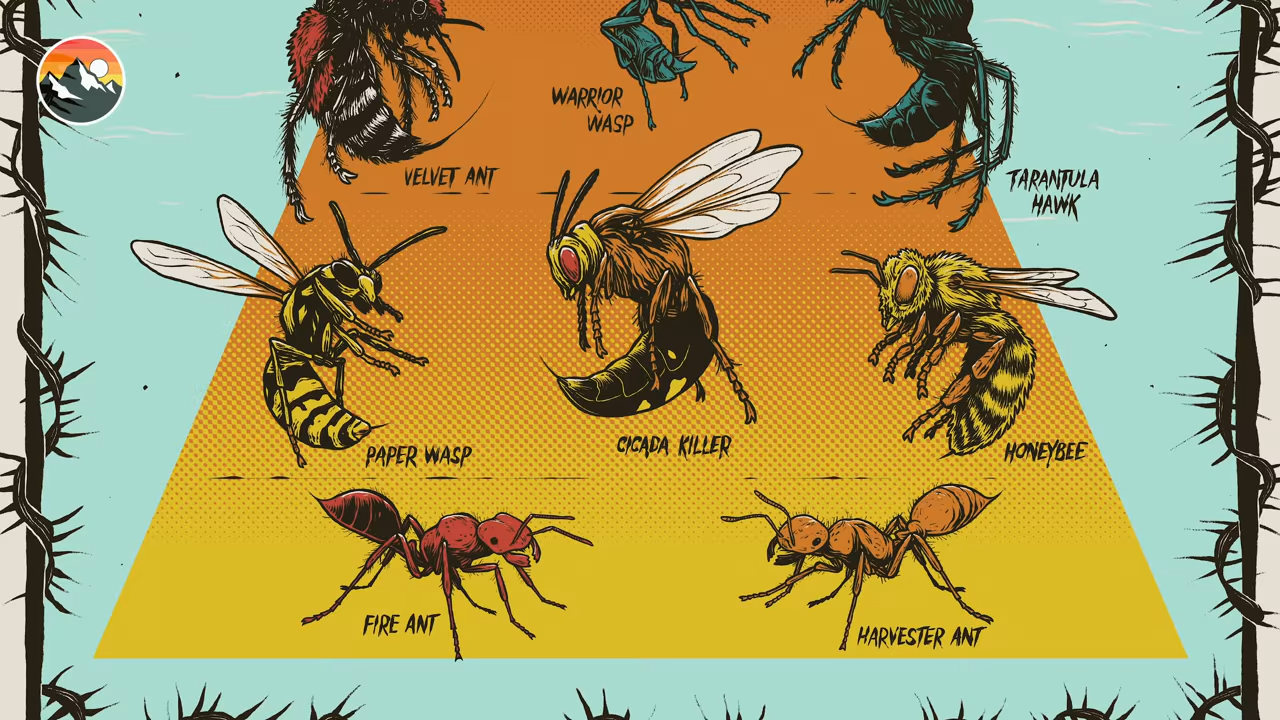 WARRIOR
WASP
VELVET ANT
TARANTULA
HAWK
PAPER WASP
CICADA KILLER
HONEYBEE
FIRE ANT
HARVESTER ANT